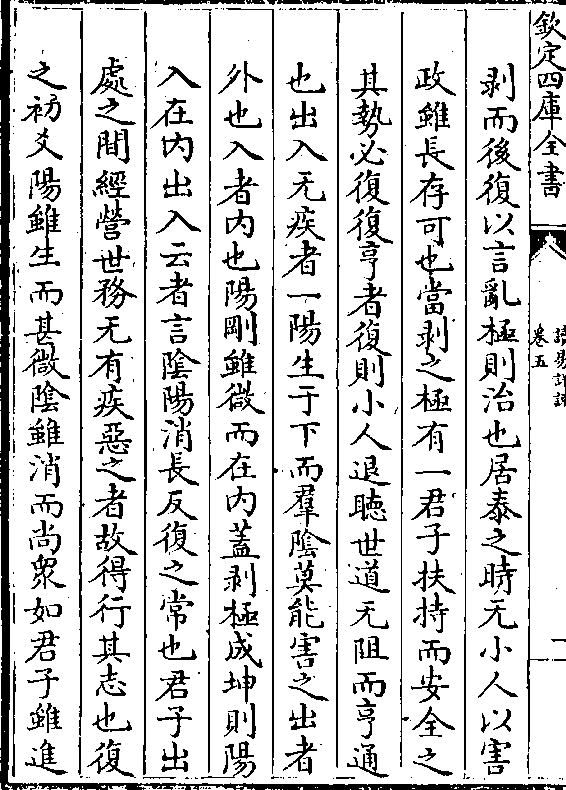 欽定四庫全書
讀易詳說
卷五
剥而後復以言亂極則治也居泰之時无小人以害
政雖長存可也當剥之極有一君子扶持而安全之
其勢必復復亨者復則小人退聽世道无阻而亨通
也出入无疾者一陽生于下而羣陰莫能害之出者
外也入者内也陽剛雖微而在内蓋剥極成坤則陽
入在内出入云者言陰陽消長反復之常也君子出
處之間經營世務无有疾惡之者故得行其志也復
之初爻陽雖生而甚微陰雖消而尚衆如君子雖進